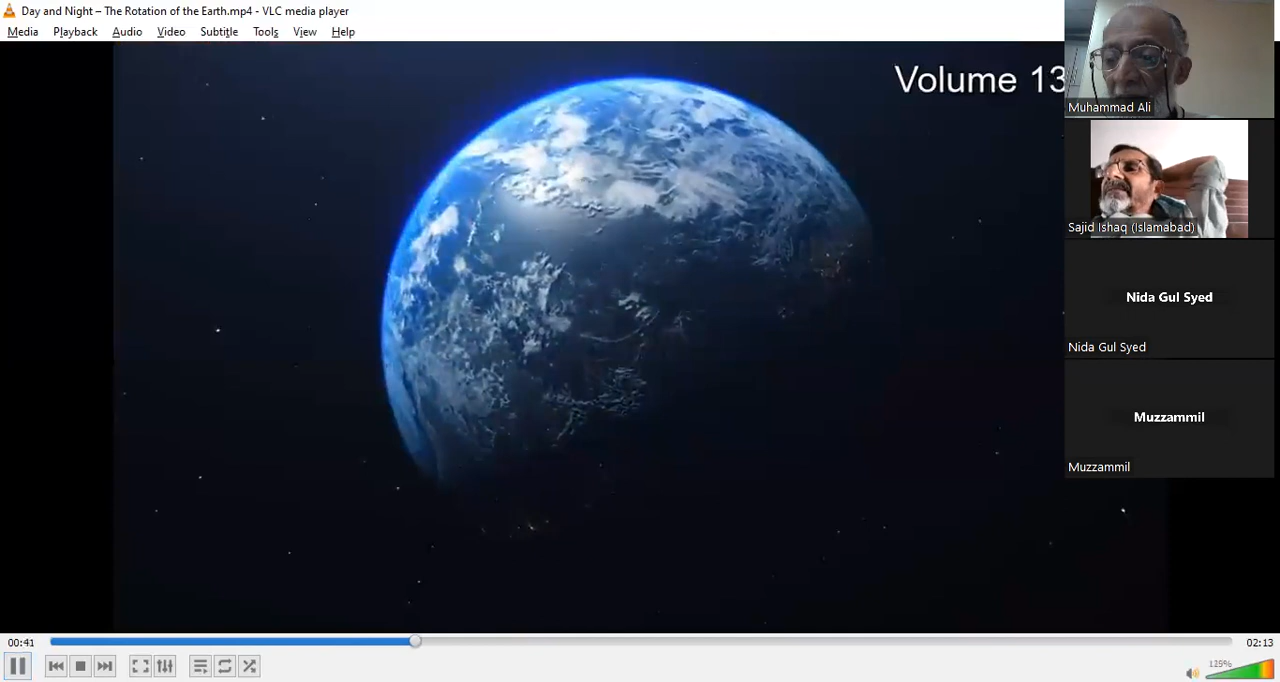 Day and Night – The Rotation of the Earth.mp4 - VLC media player
Media Playback Audio Video Subtitle Tools View Help
Volume 13
Muhammad Ali
Sajid Ishaq (Islamabad)
Nida Gul Syed
Nida Gul Syed
Muzzammil
Muzzammil
00:41
02:13
125%